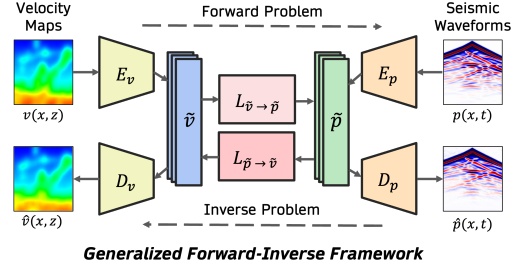 Velocity
Maps
Forward Problem
Seismic
Waveforms
E_v
ṽ
L_{ṽ → p̃}
p̃
E_p
v(x, z)
p(x, t)
D_v
L_{p̃ → ṽ}
D_p
v̂(x, z)
Inverse Problem
p̂(x, t)
Generalized Forward-Inverse Framework